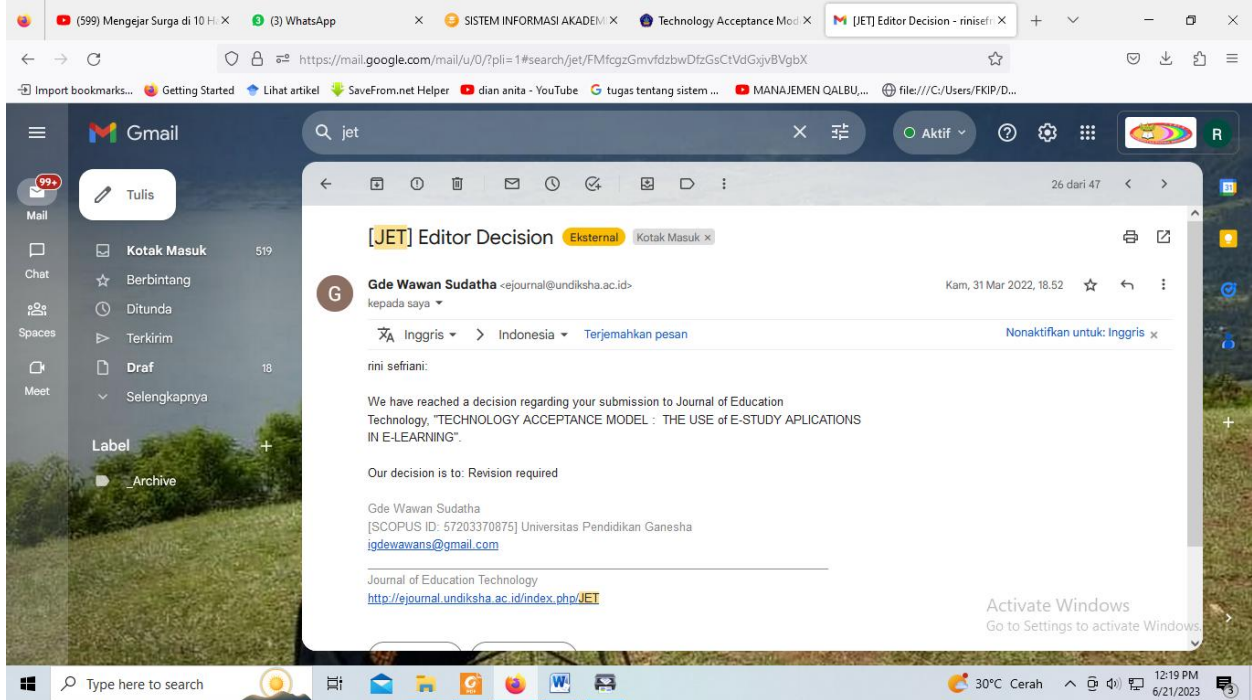 (599) Mengejar Surga di 10 H
(3) WhatsApp
SISTEM INFORMASI AKADEM
Technology Acceptance Mod
[JET] Editor Decision - rinisefr
https://mail.google.com/mail/u/0/?pli=1#search/jet/FMfcgzGmvfdzbwDfzGsCtVdGxjvBVgbX
Import bookmarks...
Getting Started
Lihat artikel
SaveFrom.net Helper
dian anita - YouTube
tugas tentang sistem ...
MANAJEMEN QALBU,...
file:///C:/Users/FKIP/D...
Gmail
jet
Aktif
R
99+
Mail
Chat
Spaces
Meet
Tulis
Kotak Masuk 519
Berbintang
Ditunda
Terkirim
Draf 18
Selengkapnya
Label
_Archive
26 dari 47
31
[JET] Editor Decision Eksternal Kotak Masuk ×
G
Gde Wawan Sudatha <ejournal@undiksha.ac.id>
Kam, 31 Mar 2022, 18.52
kepada saya
Inggris > Indonesia Terjemahkan pesan
Nonaktifkan untuk: Inggris ×
rini sefriani:
We have reached a decision regarding your submission to Journal of Education
Technology, "TECHNOLOGY ACCEPTANCE MODEL : THE USE of E-STUDY APLICATIONS
IN E-LEARNING".
Our decision is to: Revision required
Gde Wawan Sudatha
[SCOPUS ID: 57203370875] Universitas Pendidikan Ganesha
igdewawans@gmail.com
Journal of Education Technology
http://ejournal.undiksha.ac.id/index.php/JET
Activate Windows
Go to Settings to activate Windows.
Type here to search
30°C Cerah
12:19 PM
6/21/2023
3